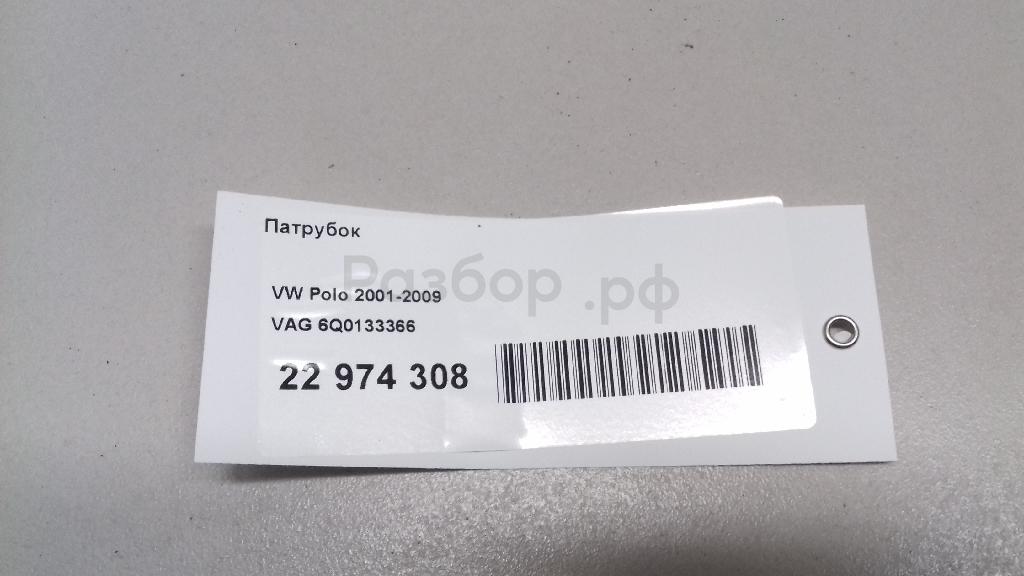 Патрубок
Разбор.рф
VW Polo 2001-2009
VAG 6Q0133366
22 974 308